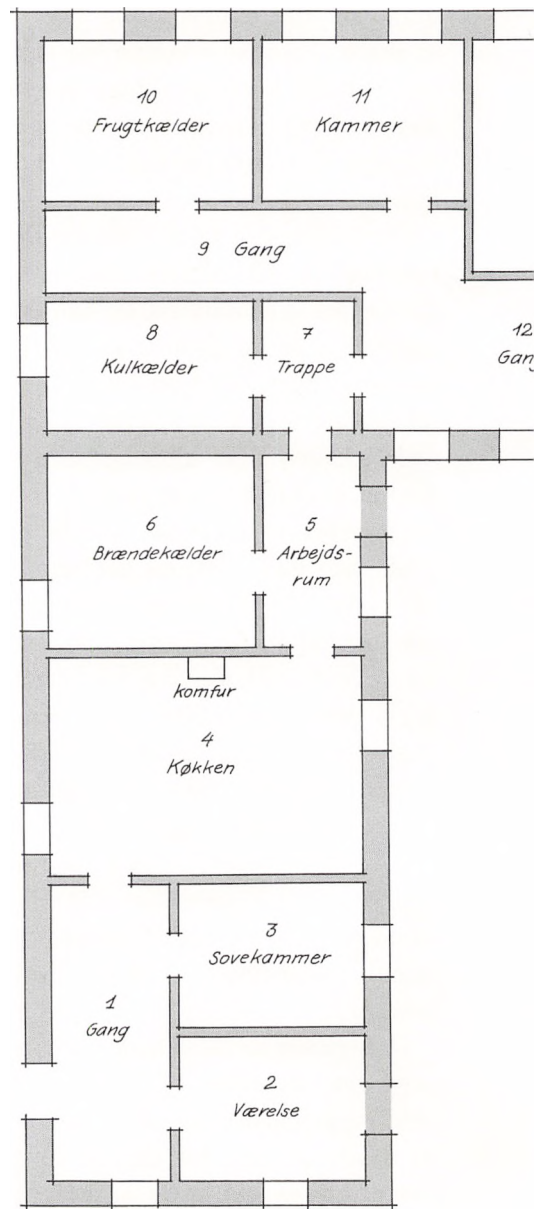 10
Frugtkælder
11
Kammer
9 Gang
8
Kulkælder
7
Trappe
12
Gang
6
Brændekælder
5
Arbejds-
rum
komfur
4
Køkken
3
Sovekammer
1
Gang
2
Værelse